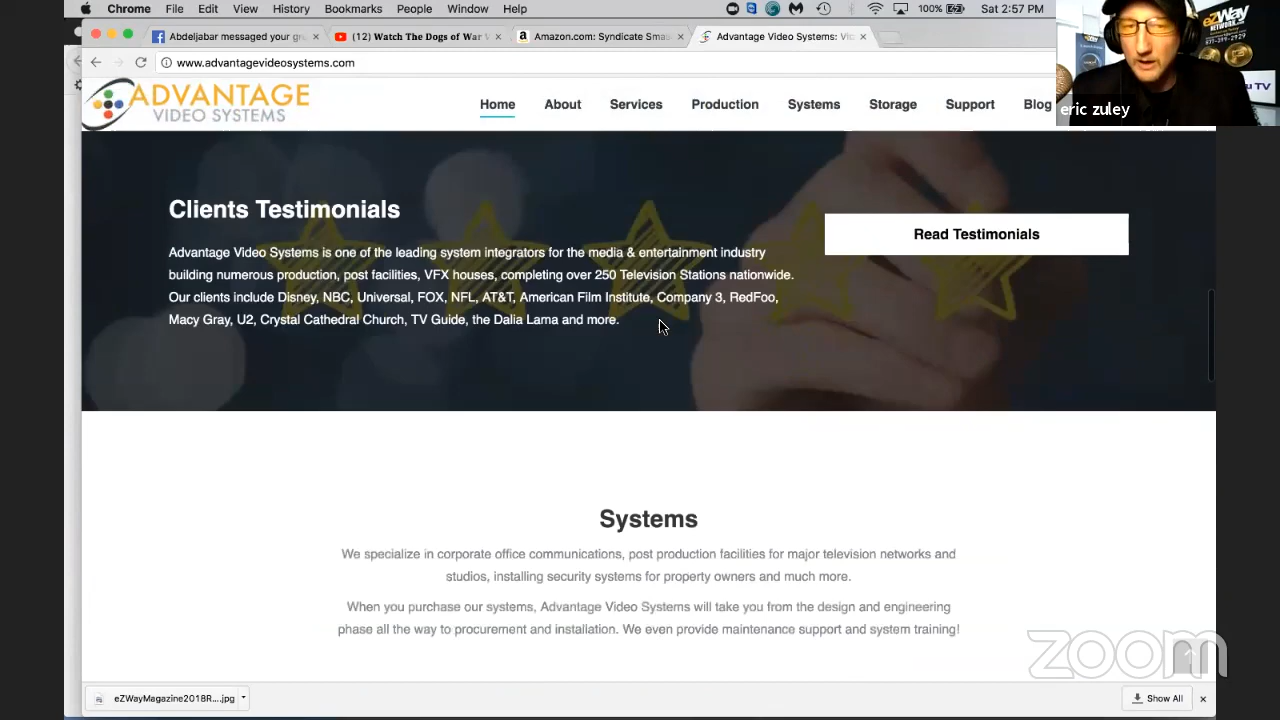 Chrome File Edit View History Bookmarks People Window Help 100% Sat 2:57 PM
Abdeljabar messaged your gr
(12) Watch The Dogs of War
Amazon.com: Syndicate Smas
Advantage Video Systems: Vi
www.advantagevideosystems.com
ADVANTAGE
VIDEO SYSTEMS
Home About Services Production Systems Storage Support Blog
eZWay
NETWORK
877-399-2929
TV
eric zuley
Clients Testimonials
Advantage Video Systems is one of the leading system integrators for the media & entertainment industry
building numerous production, post facilities, VFX houses, completing over 250 Television Stations nationwide.
Our clients include Disney, NBC, Universal, FOX, NFL, AT&T, American Film Institute, Company 3, RedFoo,
Macy Gray, U2, Crystal Cathedral Church, TV Guide, the Dalia Lama and more.
Read Testimonials
Systems
We specialize in corporate office communications, post production facilities for major television networks and
studios, installing security systems for property owners and much more.
When you purchase our systems, Advantage Video Systems will take you from the design and engineering
phase all the way to procurement and installation. We even provide maintenance support and system training!
zoom
eZWayMagazine2018R....jpg
Show All